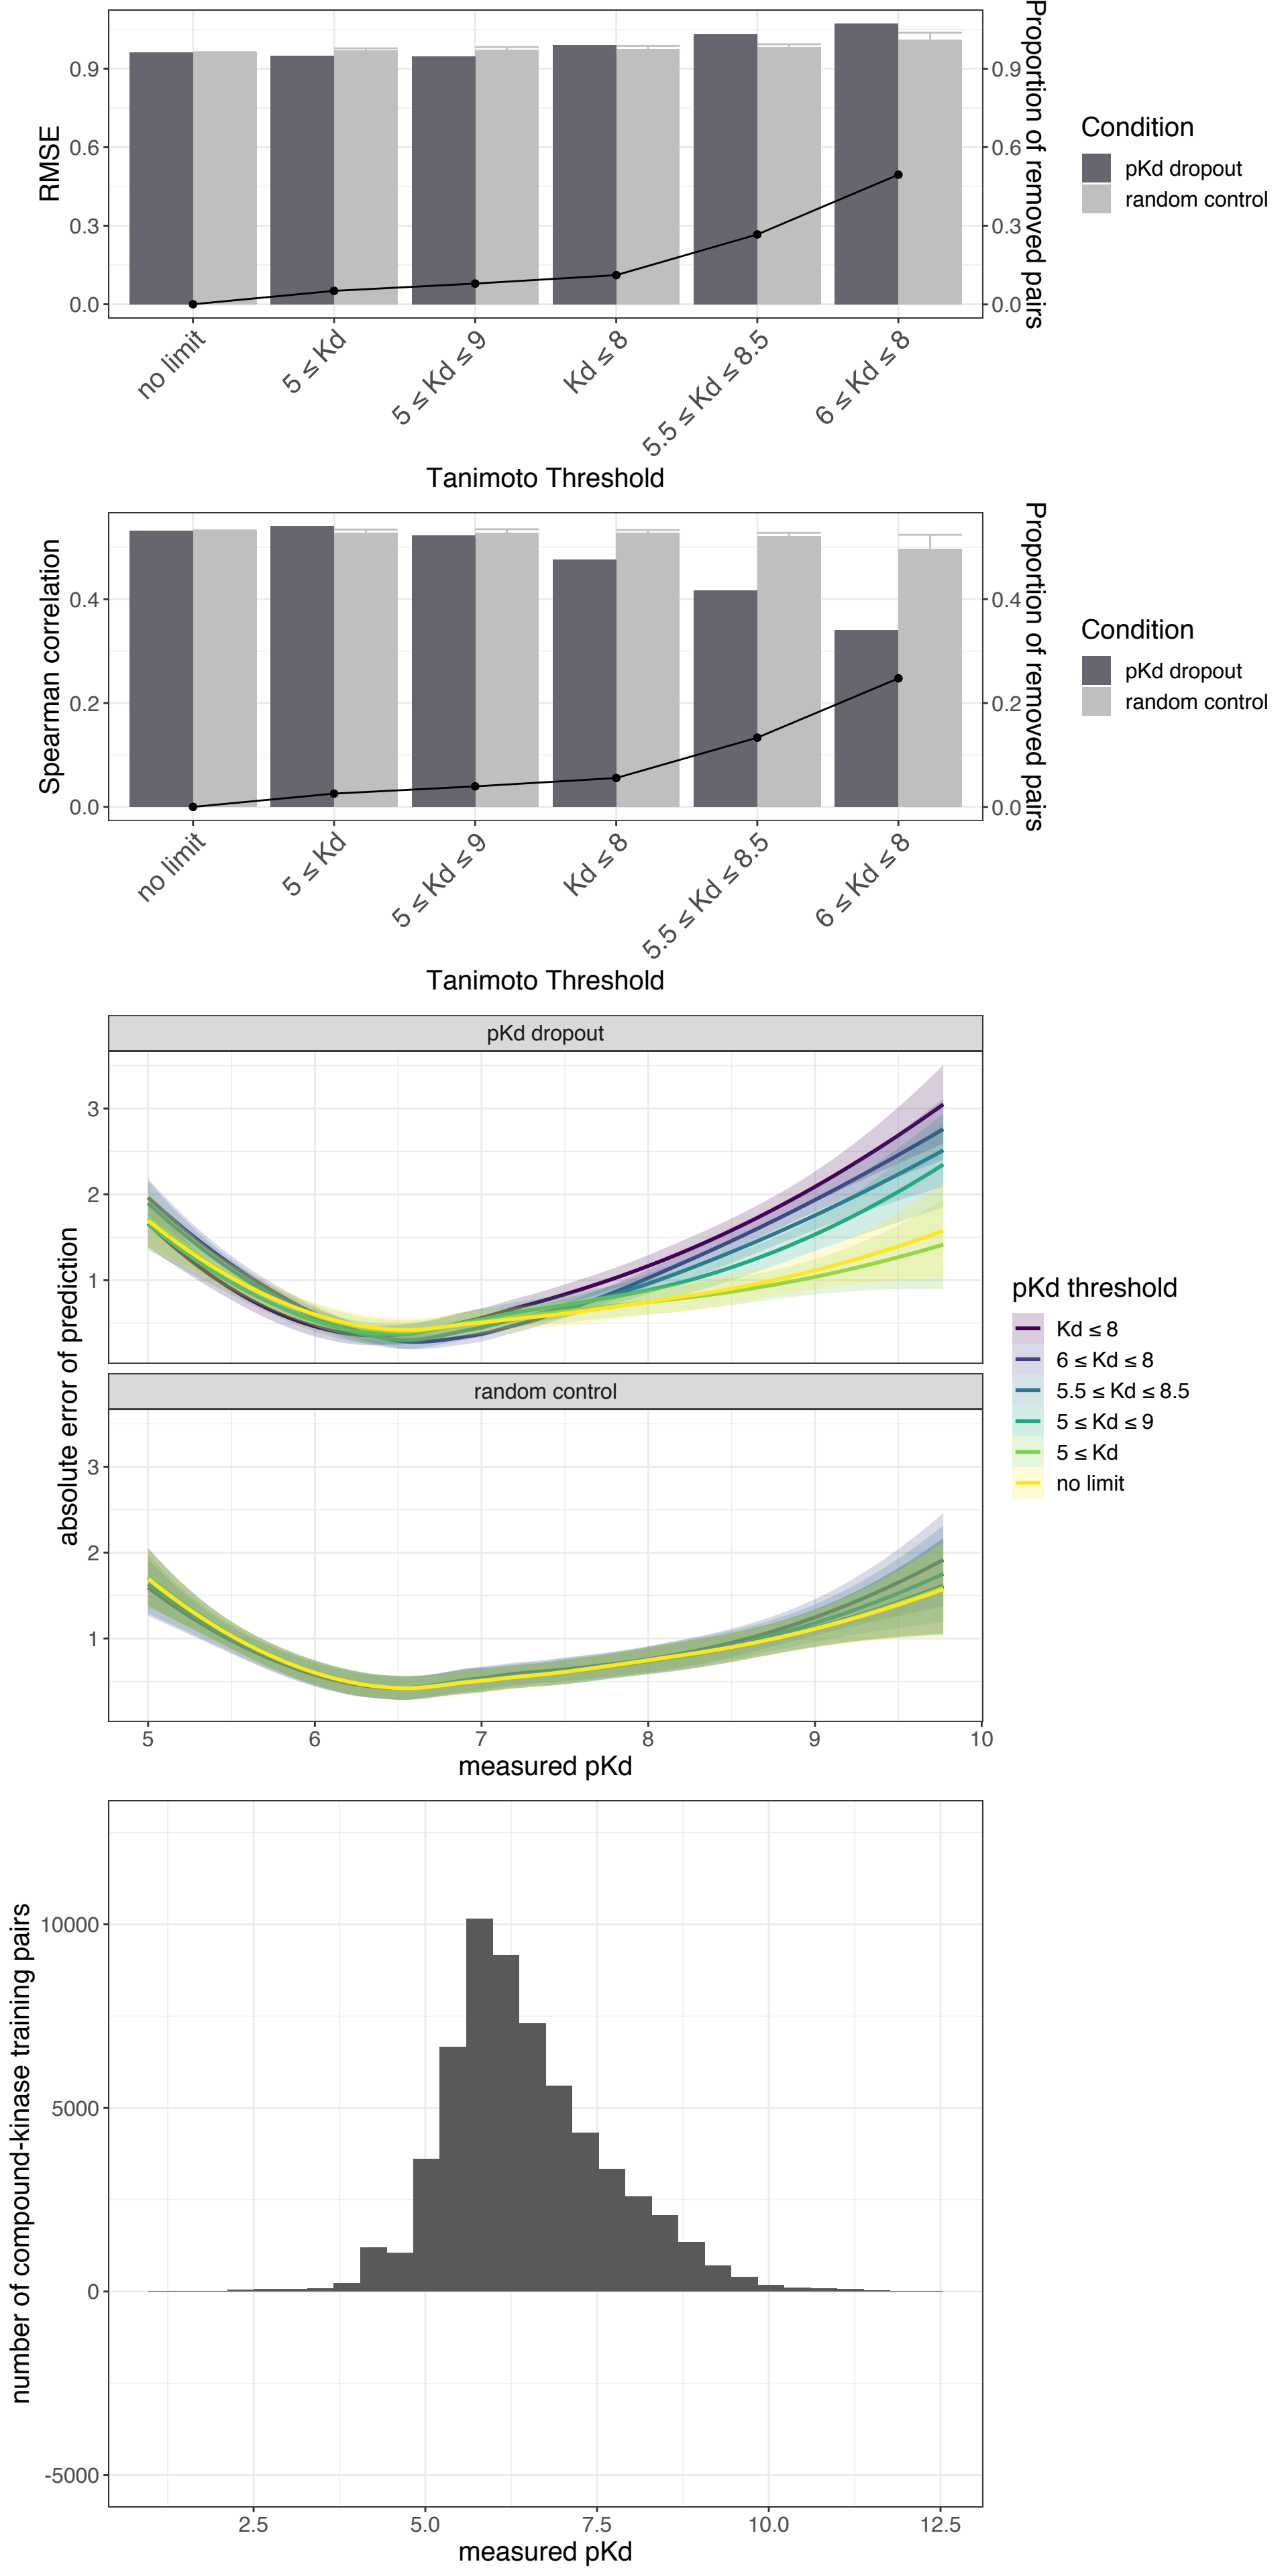 RMSE
0.9
0.6
0.3
0.0
0.9
0.6
0.3
0.0
Proportion of removed pairs
no limit
5 ≤ Kd
5 ≤ Kd ≤ 9
Kd ≤ 8
5.5 ≤ Kd ≤ 8.5
6 ≤ Kd ≤ 8
Tanimoto Threshold
Condition
pKd dropout
random control
Spearman correlation
0.4
0.2
0.0
0.4
0.2
0.0
Proportion of removed pairs
no limit
5 ≤ Kd
5 ≤ Kd ≤ 9
Kd ≤ 8
5.5 ≤ Kd ≤ 8.5
6 ≤ Kd ≤ 8
Tanimoto Threshold
Condition
pKd dropout
random control
absolute error of prediction
pKd dropout
3
2
1
random control
3
2
1
5
6
7
8
9
10
measured pKd
pKd threshold
Kd ≤ 8
6 ≤ Kd ≤ 8
5.5 ≤ Kd ≤ 8.5
5 ≤ Kd ≤ 9
5 ≤ Kd
no limit
number of compound-kinase training pairs
10000
5000
0
-5000
2.5
5.0
7.5
10.0
12.5
measured pKd